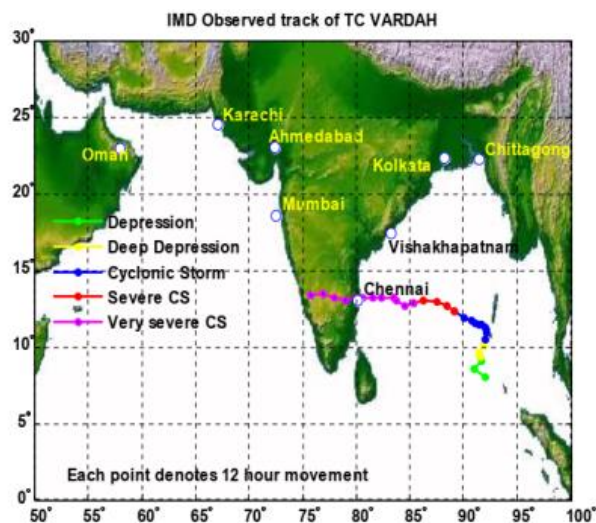 IMD Observed track of TC VARDAH
30°
25°
20°
15°
10°
5°
0°
Karachi
Ahmedabad
Oman
Kolkata
Chittagong
Mumbai
Vishakhapatnam
Chennai
Depression
Deep Depression
Cyclonic Storm
Severe CS
Very severe CS
Each point denotes 12 hour movement
50° 55° 60° 65° 70° 75° 80° 85° 90° 95° 100°